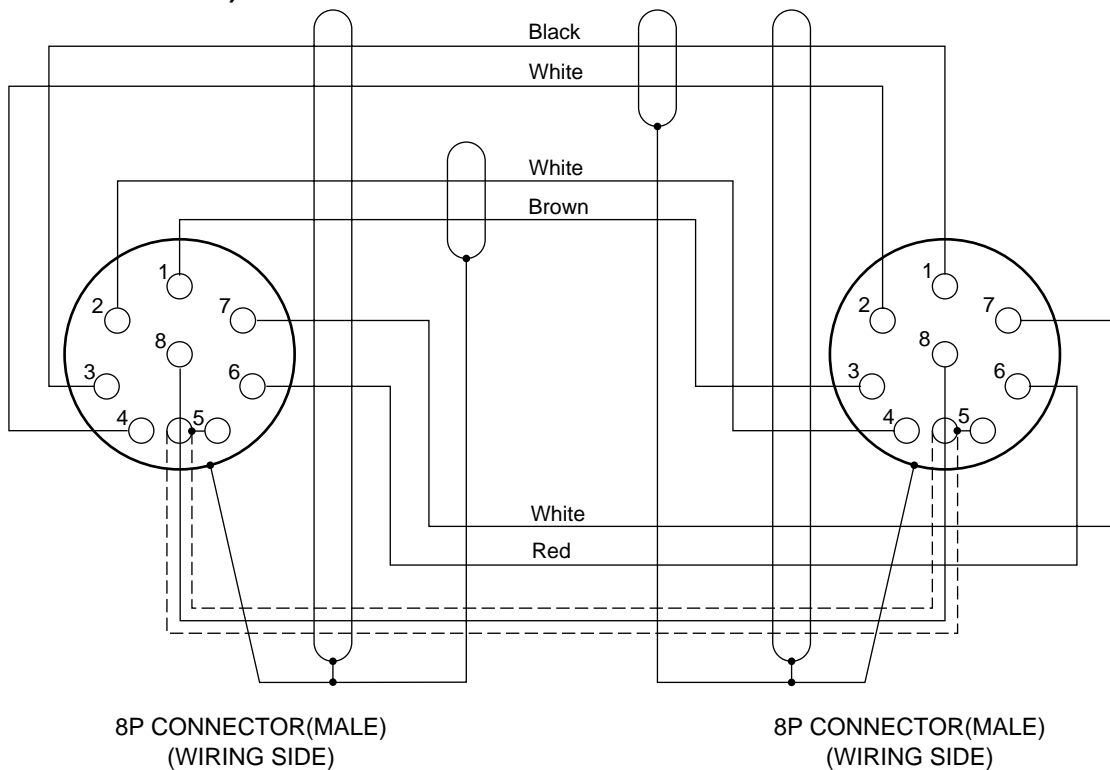 Black
White
White
Brown
1
2
7
8
3
6
4
5
1
2
7
8
3
6
4
5
White
Red
8P CONNECTOR(MALE)
(WIRING SIDE)
8P CONNECTOR(MALE)
(WIRING SIDE)